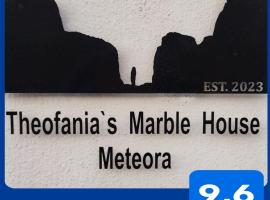 EST. 2023
Theofania`s Marble House
Meteora
9.6